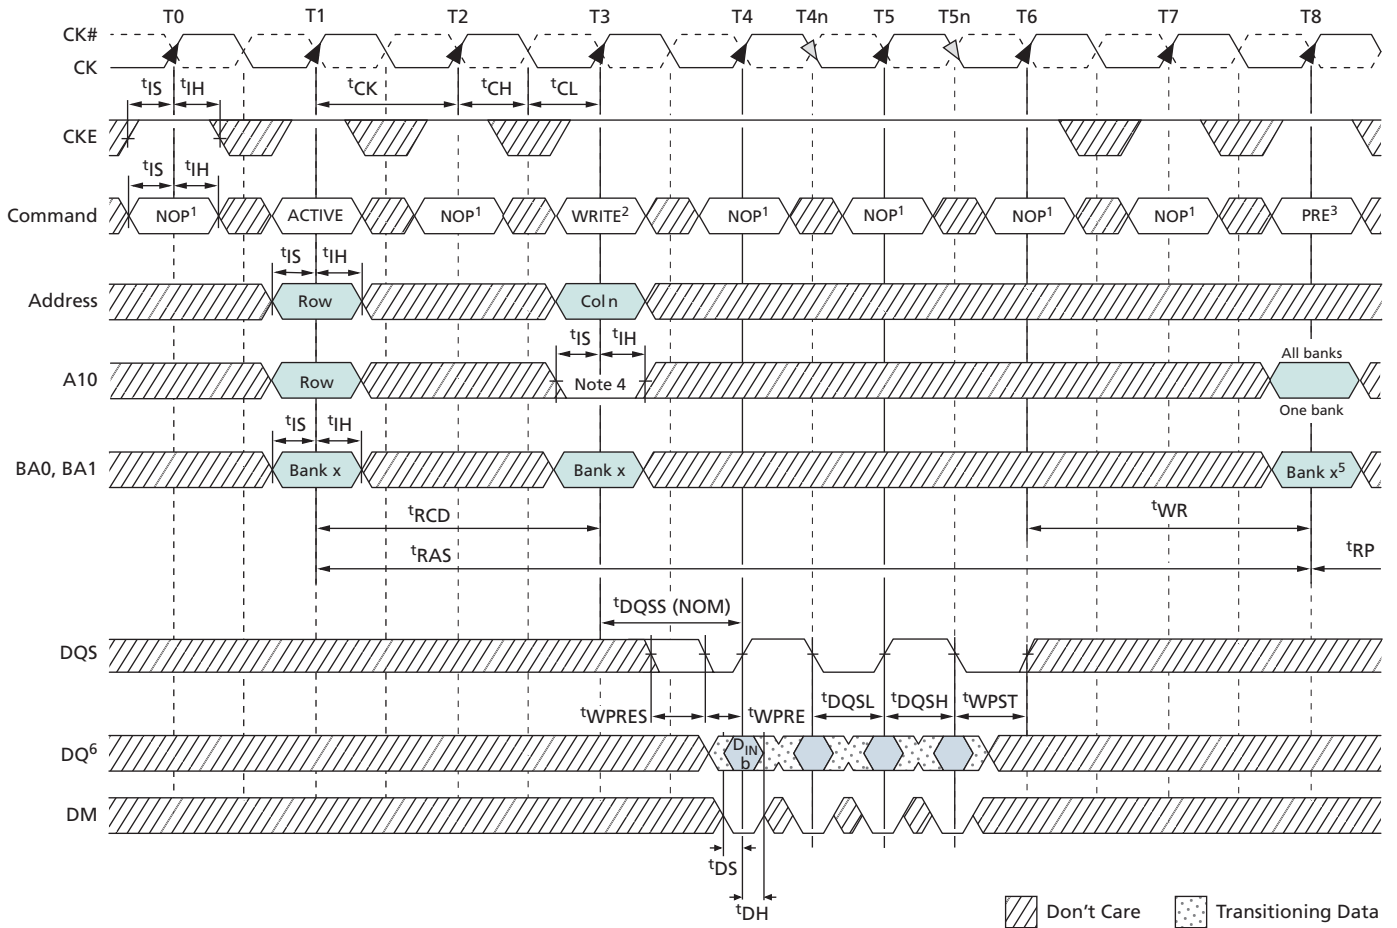 T0 T1 T2 T3 T4 T4n T5 T5n T6 T7 T8
CK#
CK
tIS tIH tCK tCH tCL
CKE
tIS tIH
Command NOP1 ACTIVE NOP1 WRITE2 NOP1 NOP1 NOP1 NOP1 PRE3
tIS tIH
Address Row Col n
tIS tIH
All banks
A10 Row Note 4
One bank
tIS tIH
BA0, BA1 Bank x Bank x Bank x5
tRCD tWR
tRAS tRP
tDQSS (NOM)
DQS
tWPRES tWPRE tDQSL tDQSH tWPST
DQ6 DIN
b
DM
tDS
tDH
Don't Care Transitioning Data